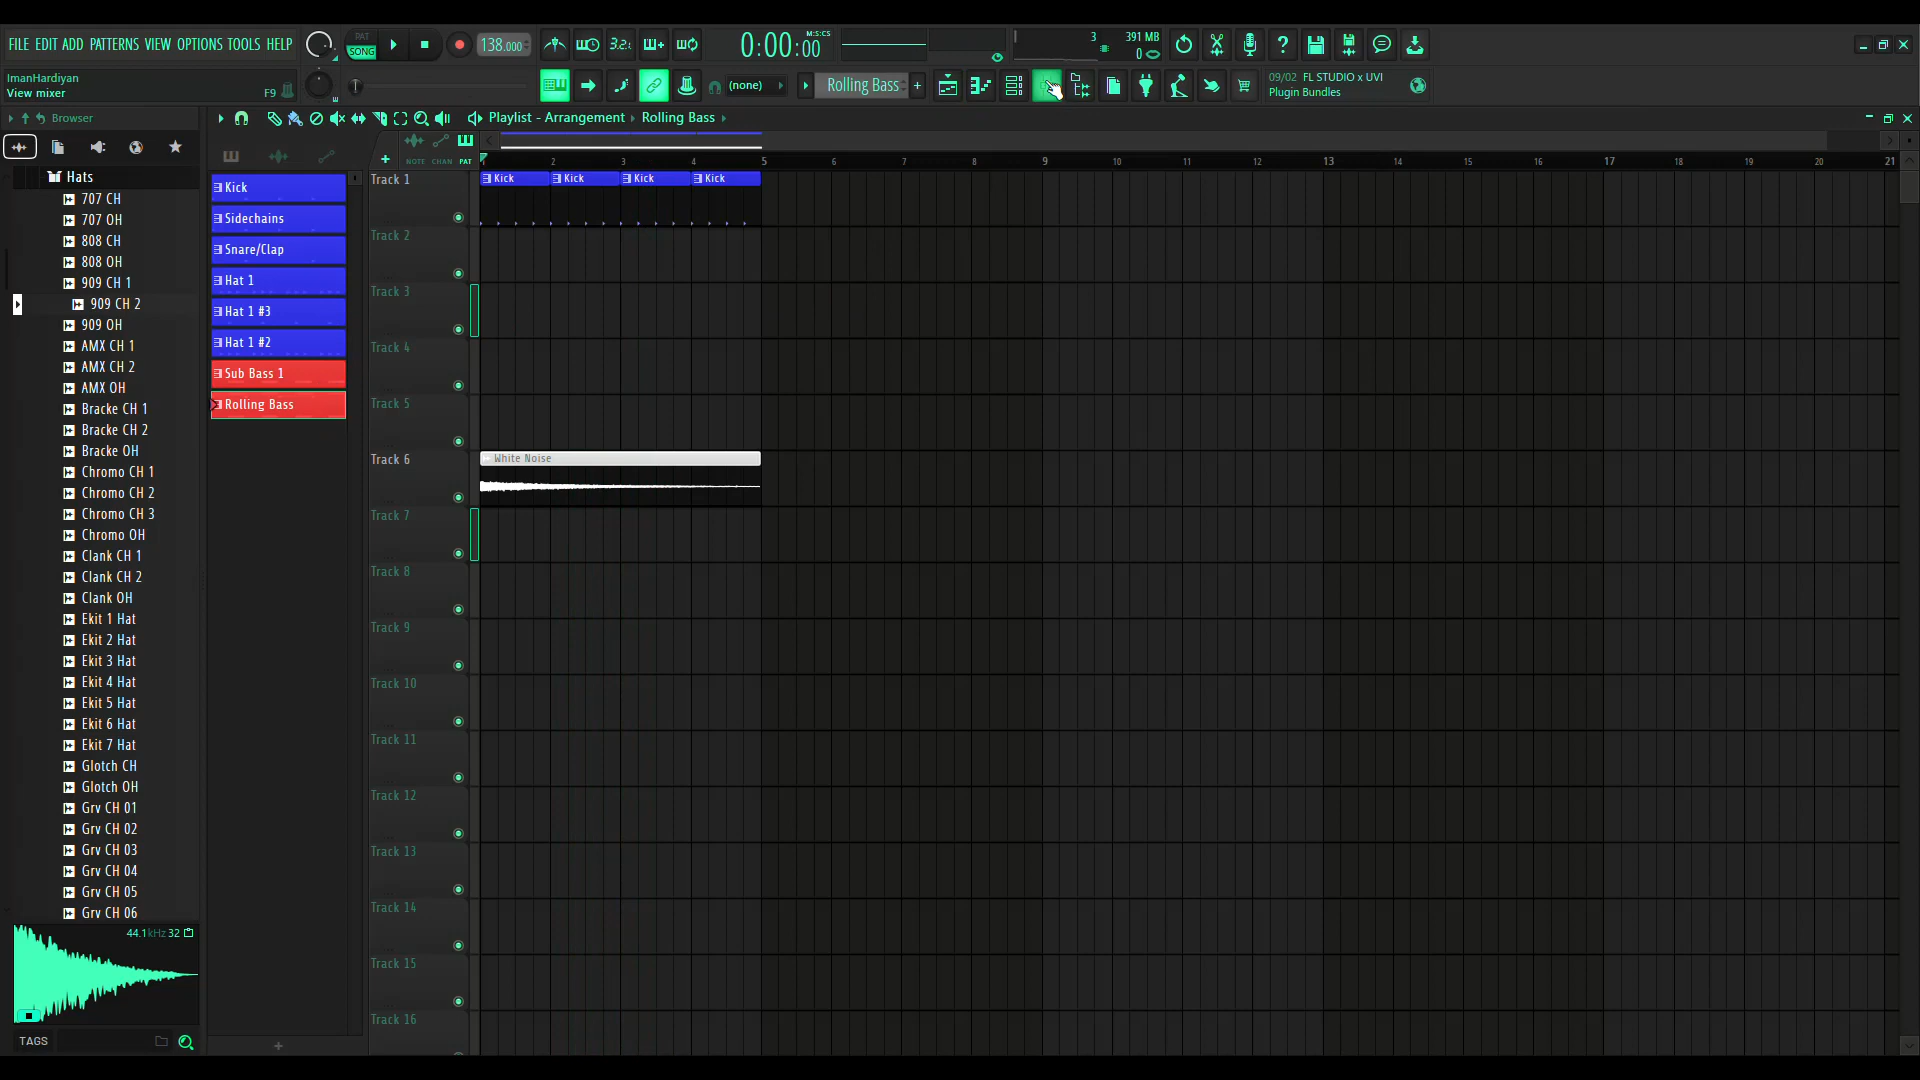 FILE EDIT ADD PATTERNS VIEW OPTIONS TOOLS HELP
PAT
SONG
138.000
3.2
0:00:00
M:S:CS
3
391 MB
0
ImanHardiyan
View mixer
F9
(none)
Rolling Bass
+
09/02 FL STUDIO x UVI
Plugin Bundles
Browser
Playlist - Arrangement › Rolling Bass ›
NOTE CHAN PAT
1 2 3 4 5 6 7 8 9 10 11 12 13 14 15 16 17 18 19 20 21
Hats
707 CH
707 OH
808 CH
808 OH
909 CH 1
909 CH 2
909 OH
AMX CH 1
AMX CH 2
AMX OH
Bracke CH 1
Bracke CH 2
Bracke OH
Chromo CH 1
Chromo CH 2
Chromo CH 3
Chromo OH
Clank CH 1
Clank CH 2
Clank OH
Ekit 1 Hat
Ekit 2 Hat
Ekit 3 Hat
Ekit 4 Hat
Ekit 5 Hat
Ekit 6 Hat
Ekit 7 Hat
Glotch CH
Glotch OH
Grv CH 01
Grv CH 02
Grv CH 03
Grv CH 04
Grv CH 05
Grv CH 06
44.1kHz 32
TAGS
Kick
Sidechains
Snare/Clap
Hat 1
Hat 1 #3
Hat 1 #2
Sub Bass 1
Rolling Bass
Track 1
Kick Kick Kick Kick
Track 2
Track 3
Track 4
Track 5
Track 6
White Noise
Track 7
Track 8
Track 9
Track 10
Track 11
Track 12
Track 13
Track 14
Track 15
Track 16